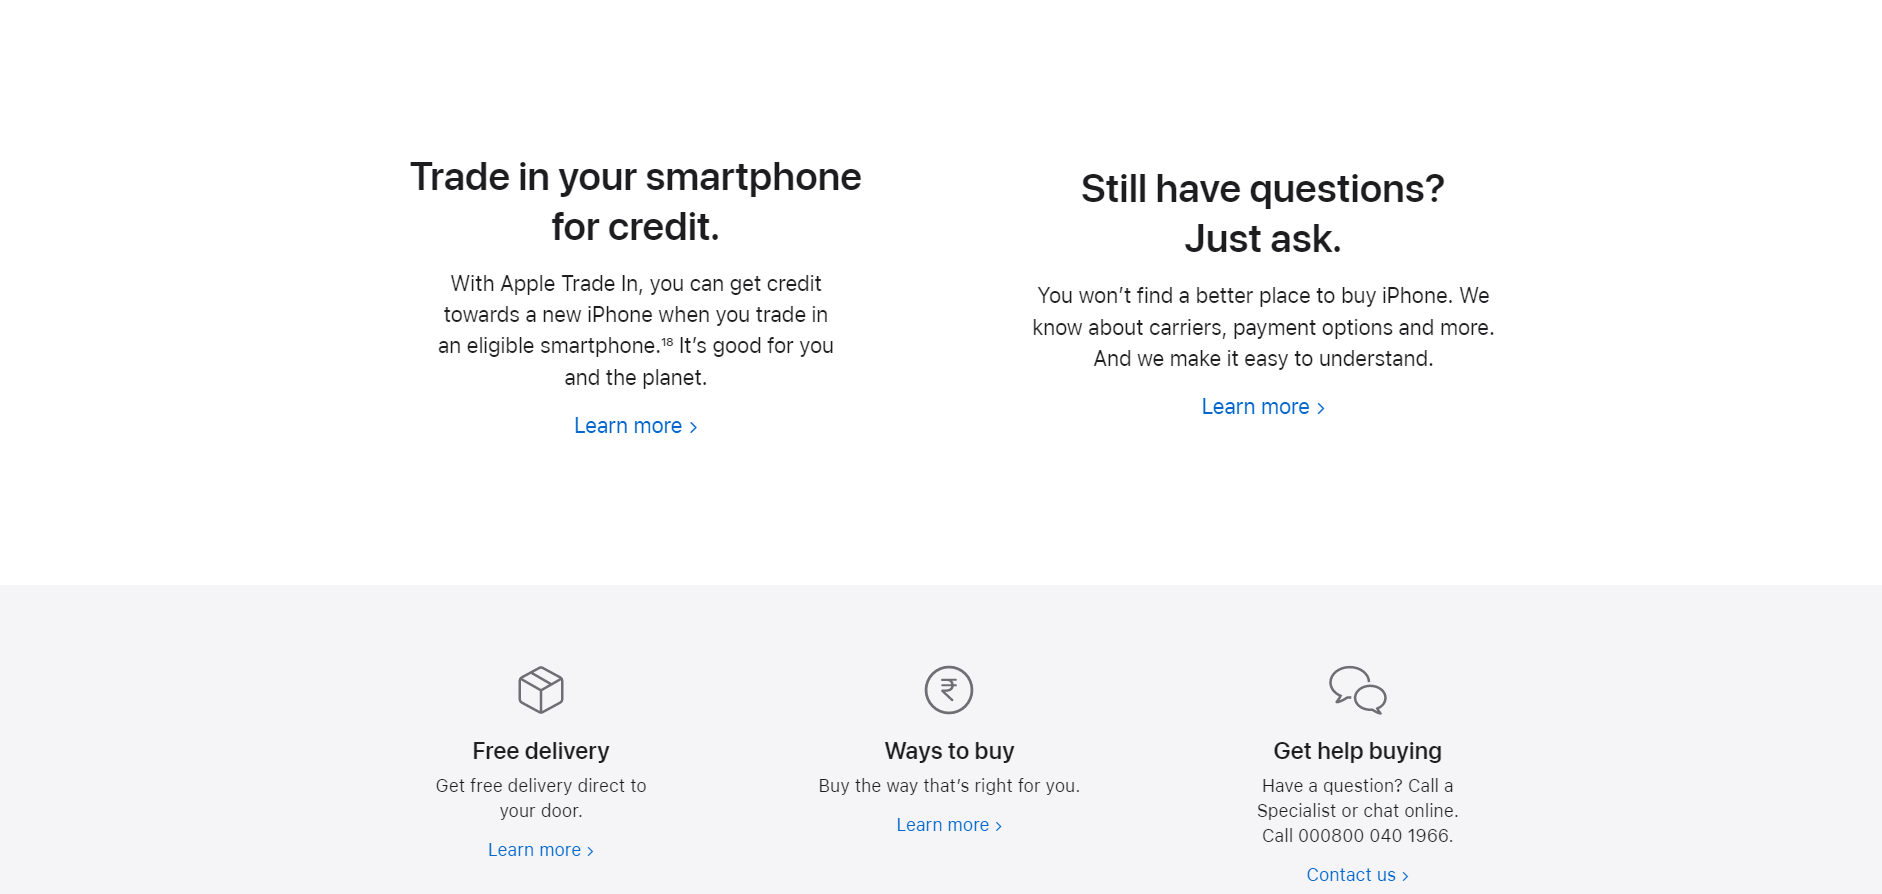 Trade in your smartphone
for credit.
With Apple Trade In, you can get credit
towards a new iPhone when you trade in
an eligible smartphone.¹⁸ It’s good for you
and the planet.
Learn more >
Still have questions?
Just ask.
You won’t find a better place to buy iPhone. We
know about carriers, payment options and more.
And we make it easy to understand.
Learn more >
₹
Free delivery
Get free delivery direct to
your door.
Learn more >
Ways to buy
Buy the way that’s right for you.
Learn more >
Get help buying
Have a question? Call a
Specialist or chat online.
Call 000800 040 1966.
Contact us >